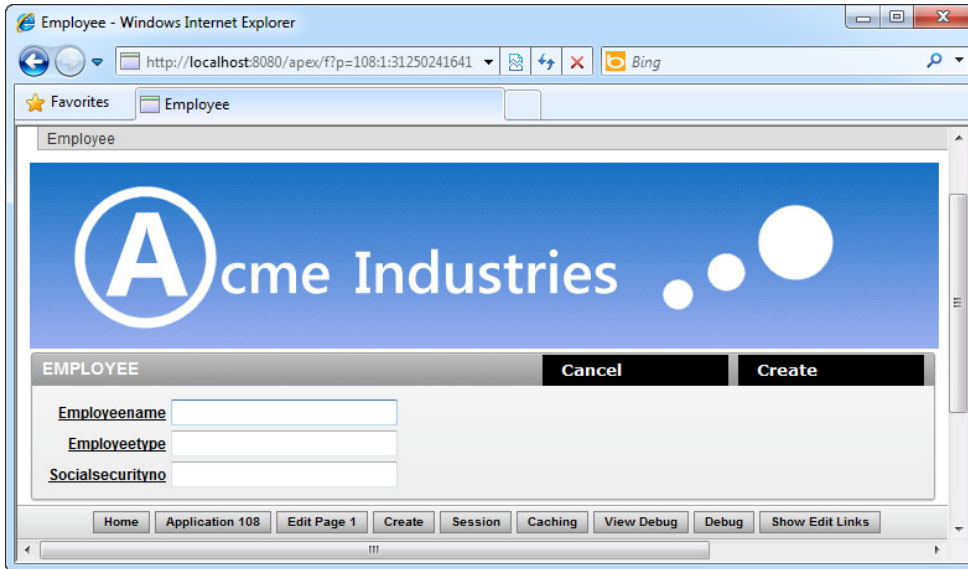 Employee - Windows Internet Explorer
http://localhost:8080/apex/f?p=108:1:31250241641
Bing
Favorites
Employee
Employee
Acme Industries
EMPLOYEE
Cancel
Create
Employeename
Employeetype
Socialsecurityno
Home Application 108 Edit Page 1 Create Session Caching View Debug Debug Show Edit Links